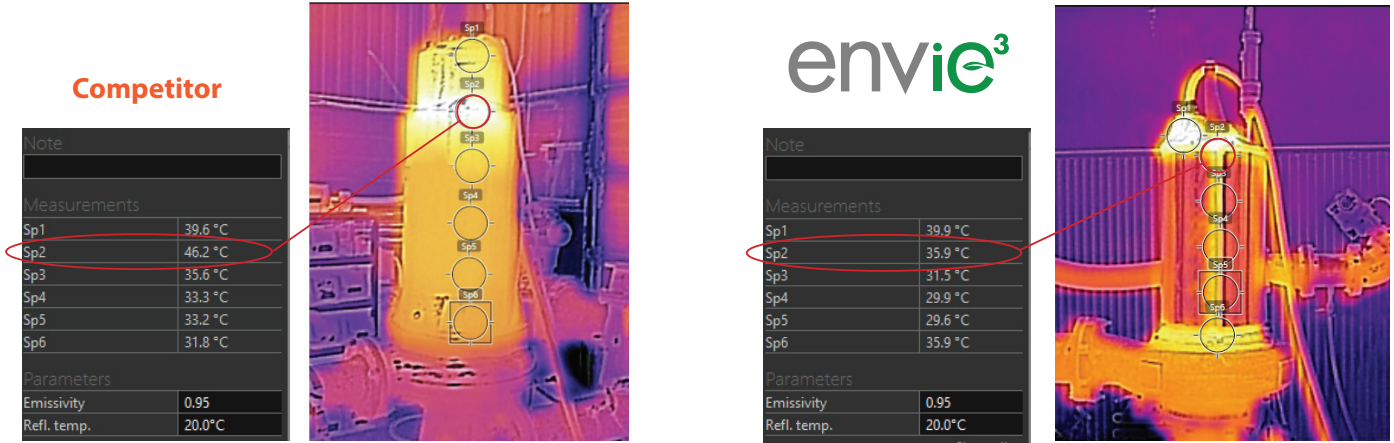 Competitor
Note
Measurements
Sp1 39.6 °C
Sp2 46.2 °C
Sp3 35.6 °C
Sp4 33.3 °C
Sp5 33.2 °C
Sp6 31.8 °C
Parameters
Emissivity 0.95
Refl. temp. 20.0°C
Sp1
Sp2
Sp3
Sp4
Sp5
Sp6
envie³
Note
Measurements
Sp1 39.9 °C
Sp2 35.9 °C
Sp3 31.5 °C
Sp4 29.9 °C
Sp5 29.6 °C
Sp6 35.9 °C
Parameters
Emissivity 0.95
Refl. temp. 20.0°C
Sp1
Sp2
Sp3
Sp4
Sp5
Sp6